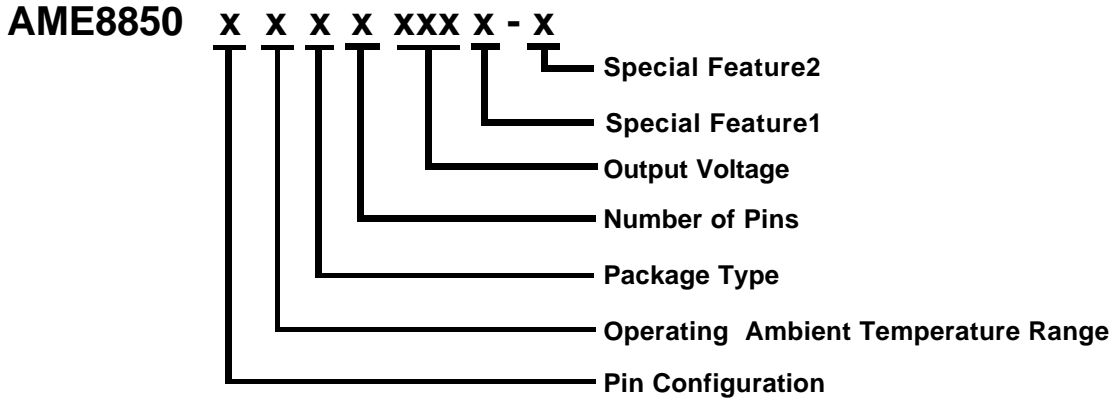 AME8850 x x x x xxx x - x
Special Feature2
Special Feature1
Output Voltage
Number of Pins
Package Type
Operating Ambient Temperature Range
Pin Configuration